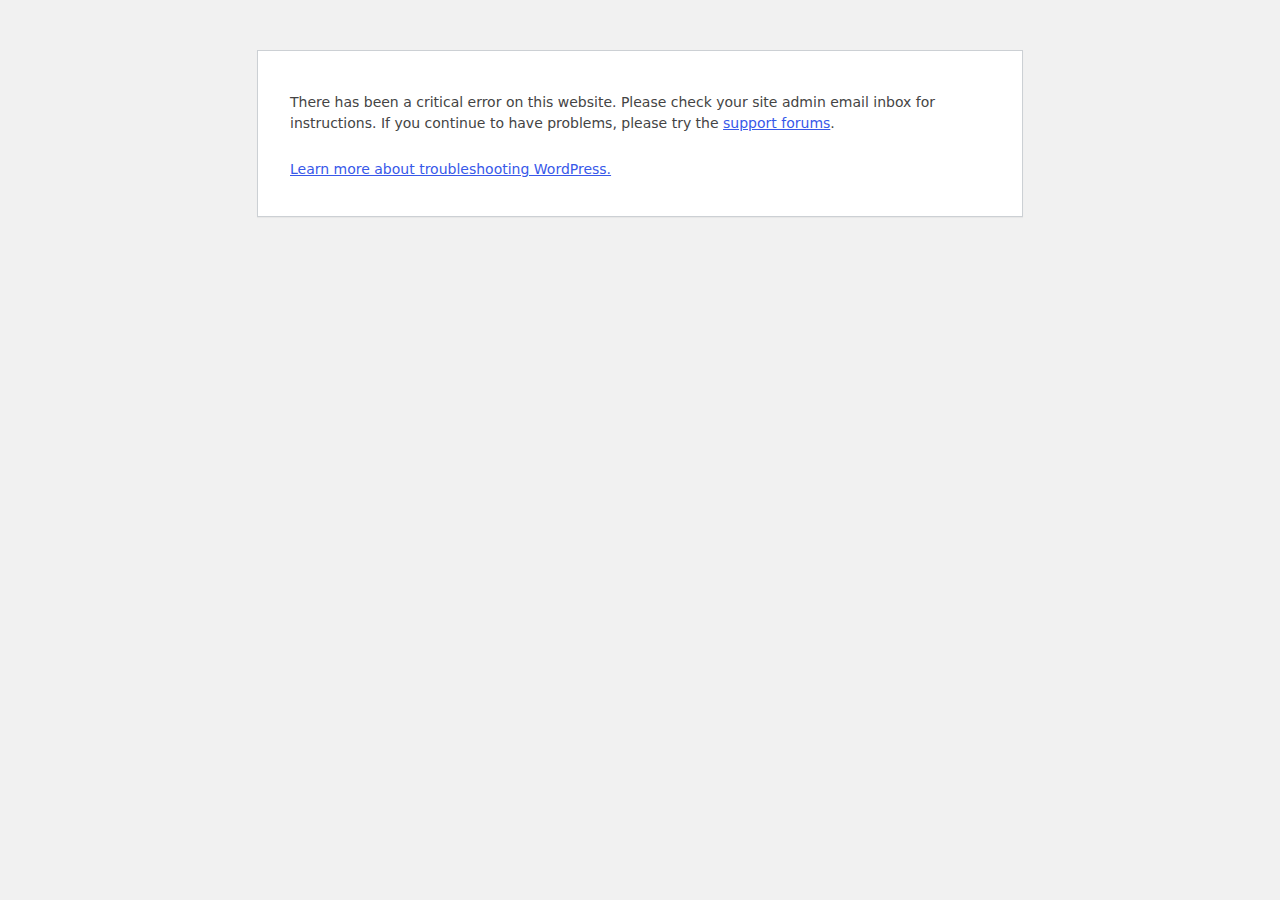 There has been a critical error on this website. Please check your site admin email inbox for
instructions. If you continue to have problems, please try the support forums.
Learn more about troubleshooting WordPress.